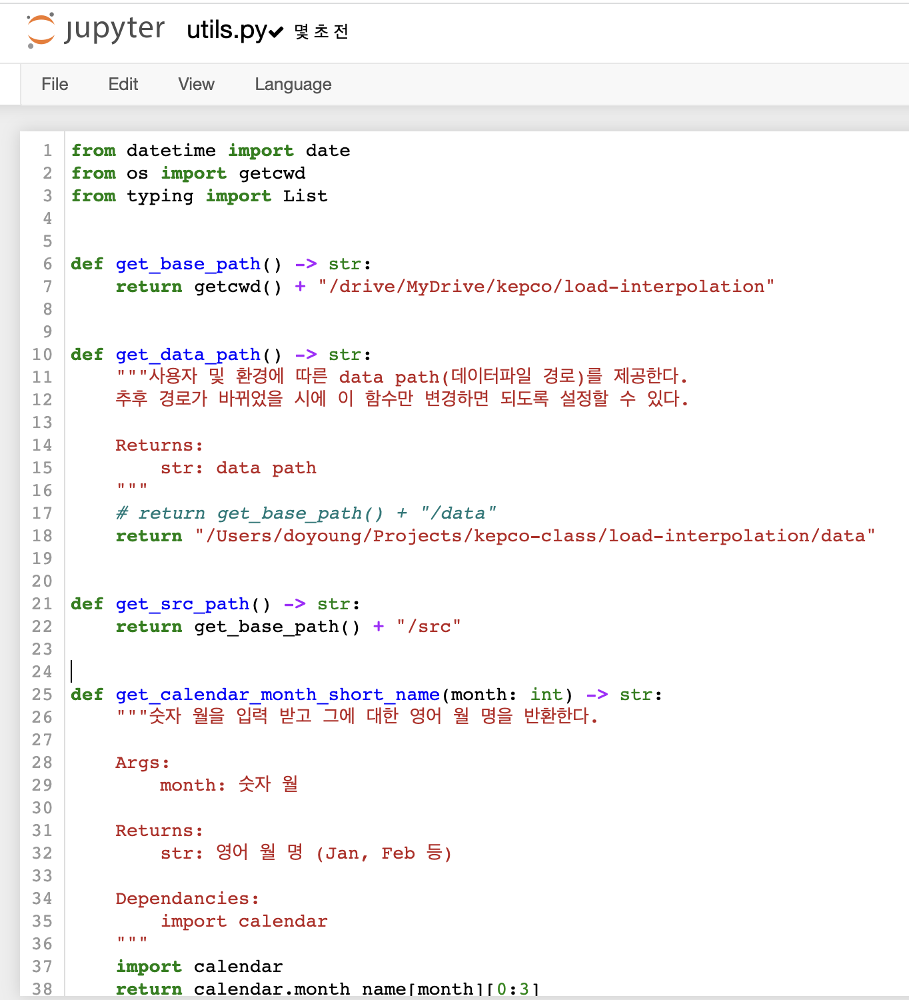 jupyter utils.py✔ 몇 초 전
File Edit View Language
1 from datetime import date
2 from os import getcwd
3 from typing import List
4
5
6 def get_base_path() -> str:
7     return getcwd() + "/drive/MyDrive/kepco/load-interpolation"
8
9
10 def get_data_path() -> str:
11     """사용자 및 환경에 따른 data path(데이터파일 경로)를 제공한다.
12     추후 경로가 바뀌었을 시에 이 함수만 변경하면 되도록 설정할 수 있다.
13
14     Returns:
15         str: data path
16     """
17     # return get_base_path() + "/data"
18     return "/Users/doyoung/Projects/kepco-class/load-interpolation/data"
19
20
21 def get_src_path() -> str:
22     return get_base_path() + "/src"
23
24
25 def get_calendar_month_short_name(month: int) -> str:
26     """숫자 월을 입력 받고 그에 대한 영어 월 명을 반환한다.
27
28     Args:
29         month: 숫자 월
30
31     Returns:
32         str: 영어 월 명 (Jan, Feb 등)
33
34     Dependancies:
35         import calendar
36     """
37     import calendar
38     return calendar.month_name[month][0:3]